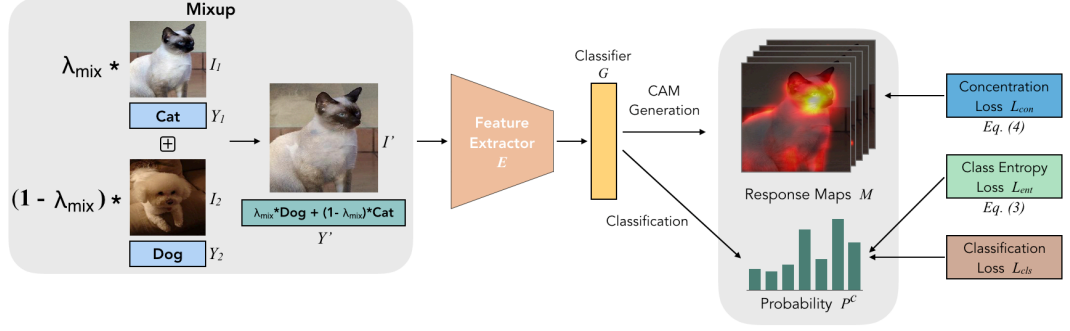 Mixup
λmix *
I1
Cat
Y1
+
(1 - λmix) *
I2
Dog
Y2
I'
λmix*Dog + (1- λmix)*Cat
Y'
Feature
Extractor
E
Classifier
G
CAM
Generation
Classification
Response Maps M
Probability P^C
Concentration
Loss Lcon
Eq. (4)
Class Entropy
Loss Lent
Eq. (3)
Classification
Loss Lcls